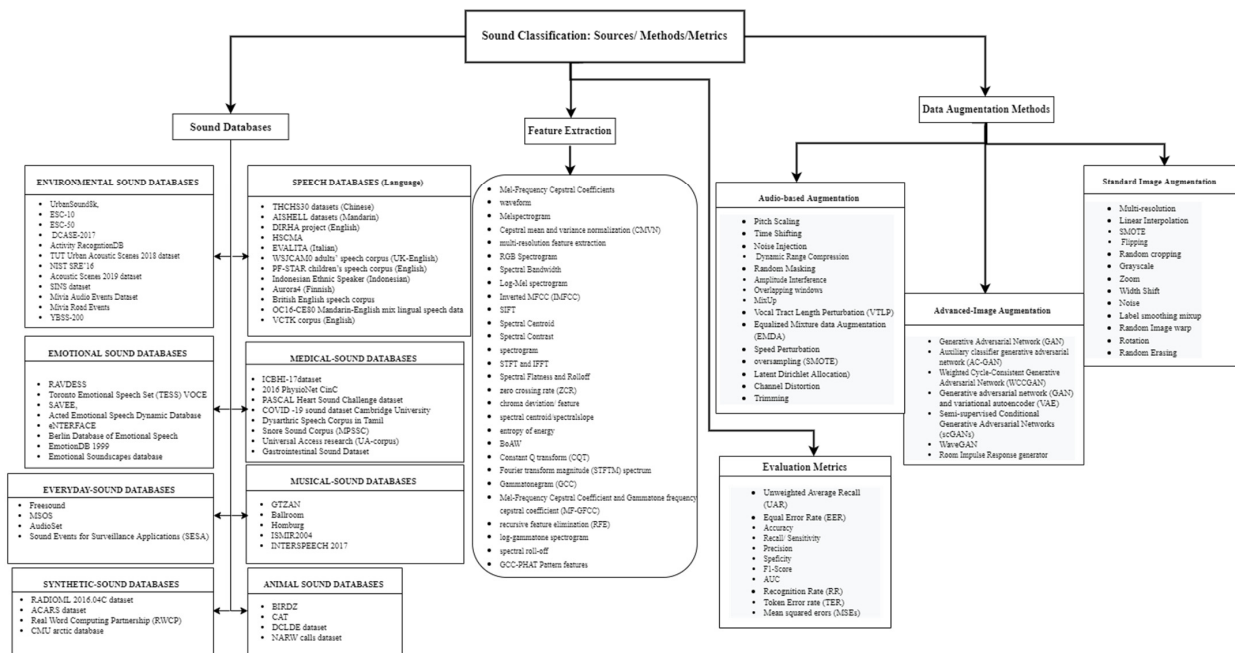 Sound Classification: Sources/ Methods/Metrics
Sound Databases
ENVIRONMENTAL SOUND DATABASES
UrbanSound8k,
ESC-10
ESC-50
DCASE-2017
Activity RecogntionDB
TUT Urban Acoustic Scenes 2018 dataset
NIST SRE'16
Acoustic Scenes 2019 dataset
SINS dataset
Mivia Audio Events Dataset
Mivia Road Events
YBSS-200
SPEECH DATABASES (Language)
THCHS30 datasets (Chinese)
AISHELL datasets (Mandarin)
DIRHA project (English)
HSCMA
EVALITA (Italian)
WSJCAM0 adults' speech corpus (UK-English)
PF-STAR children's speech corpus (English)
Indonesian Ethnic Speaker (Indonesian)
Aurora4 (Finnish)
British English speech corpus
OC16-CE80 Mandarin-English mix lingual speech data
VCTK corpus (English)
EMOTIONAL SOUND DATABASES
RAVDESS
Toronto Emotional Speech Set (TESS) VOCE
SAVEE,
Acted Emotional Speech Dynamic Database
eNTERFACE
Berlin Database of Emotional Speech
EmotionDB 1999
Emotional Soundscapes database
MEDICAL-SOUND DATABASES
ICBHI-17dataset
2016 PhysioNet CinC
PASCAL Heart Sound Challenge dataset
COVID -19 sound dataset Cambridge University
Dysarthric Speech Corpus in Tamil
Snore Sound Corpus (MPSSC)
Universal Access research (UA-corpus)
Gastrointestinal Sound Dataset
EVERYDAY-SOUND DATABASES
Freesound
MSOS
AudioSet
Sound Events for Surveillance Applications (SESA)
MUSICAL-SOUND DATABASES
GTZAN
Ballroom
Homburg
ISMIR2004
INTERSPEECH 2017
SYNTHETIC-SOUND DATABASES
RADIOML 2016.04C dataset
ACARS dataset
Real Word Computing Partnership (RWCP)
CMU arctic database
ANIMAL SOUND DATABASES
BIRDZ
CAT
DCLDE dataset
NARW calls dataset
Feature Extraction
Mel-Frequency Cepstral Coefficients
waveform
Melspectrogram
Cepstral mean and variance normalization (CMVN)
multi-resolution feature extraction
RGB Spectrogram
Spectral Bandwidth
Log-Mel spectrogram
Inverted MFCC (IMFCC)
SIFT
Spectral Centroid
Spectral Contrast
spectrogram
STFT and IFFT
Spectral Flatness and Rolloff
zero crossing rate (ZCR)
chroma deviation/ feature
spectral centroid/spectralslope
entropy of energy
BoAW
Constant Q transform (CQT)
Fourier transform magnitude (STFTM) spectrum
Gammatonegram (GCC)
Mel-Frequency Cepstral Coefficient and Gammatone frequency
cepstral coefficient (MF-GFCC)
recursive feature elimination (RFE)
log-gammatone spectrogram
spectral roll-off
GCC-PHAT Pattern features
Data Augmentation Methods
Audio-based Augmentation
Pitch Scaling
Time Shifting
Noise Injection
Dynamic Range Compression
Random Masking
Amplitude Interference
Overlapping windows
MixUp
Vocal Tract Length Perturbation (VTLP)
Equalized Mixture data Augmentation
(EMDA)
Speed Perturbation
oversampling (SMOTE)
Latent Dirichlet Allocation)
Channel Distortion
Trimming
Advanced-Image Augmentation
Generative Adversarial Network (GAN)
Auxiliary classifier generative adversarial
network (AC-GAN)
Weighted Cycle-Consistent Generative
Adversarial Network (WCCGAN)
Generative adversarial network (GAN)
and variational autoencoder (VAE)
Semi-supervised Conditional
Generative Adversarial Networks (scGANs)
WaveGAN
Room Impulse Response generator
Standard Image Augmentation
Multi-resolution
Linear Interpolation
SMOTE
Flipping
Random cropping
Grayscale
Zoom
Width Shift
Noise
Label smoothing mixup
Random Image warp
Rotation
Random Erasing
Evaluation Metrics
Unweighted Average Recall
(UAR)
Equal Error Rate (EER)
Accuracy
Recall/ Sensitivity
Precision
Speficity
F1-Score
AUC
Recognition Rate (RR)
Token Error rate (TER)
Mean squared erors (MSEs)